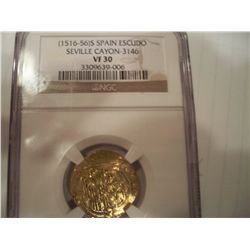 (1516-56)S SPAIN ESCUDO
SEVILLE CAYON-3146
VF 30
3309639-006
NGC